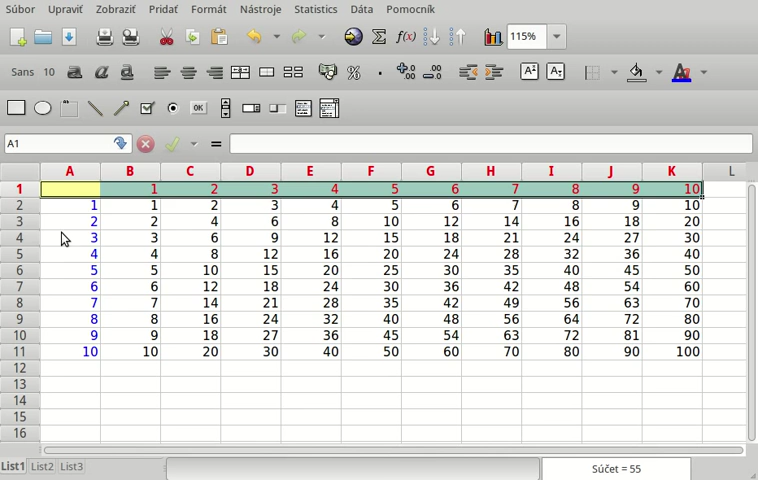 Súbor Upraviť Zobraziť Pridať Formát Nástroje Statistics Dáta Pomocník
115%
Sans 10
A1
A B C D E F G H I J K L
1 1 2 3 4 5 6 7 8 9 10
2 1 1 2 3 4 5 6 7 8 9 10
3 2 2 4 6 8 10 12 14 16 18 20
4 3 3 6 9 12 15 18 21 24 27 30
5 4 4 8 12 16 20 24 28 32 36 40
6 5 5 10 15 20 25 30 35 40 45 50
7 6 6 12 18 24 30 36 42 48 54 60
8 7 7 14 21 28 35 42 49 56 63 70
9 8 8 16 24 32 40 48 56 64 72 80
10 9 9 18 27 36 45 54 63 72 81 90
11 10 10 20 30 40 50 60 70 80 90 100
12
13
14
15
16
List1 List2 List3 Súčet = 55